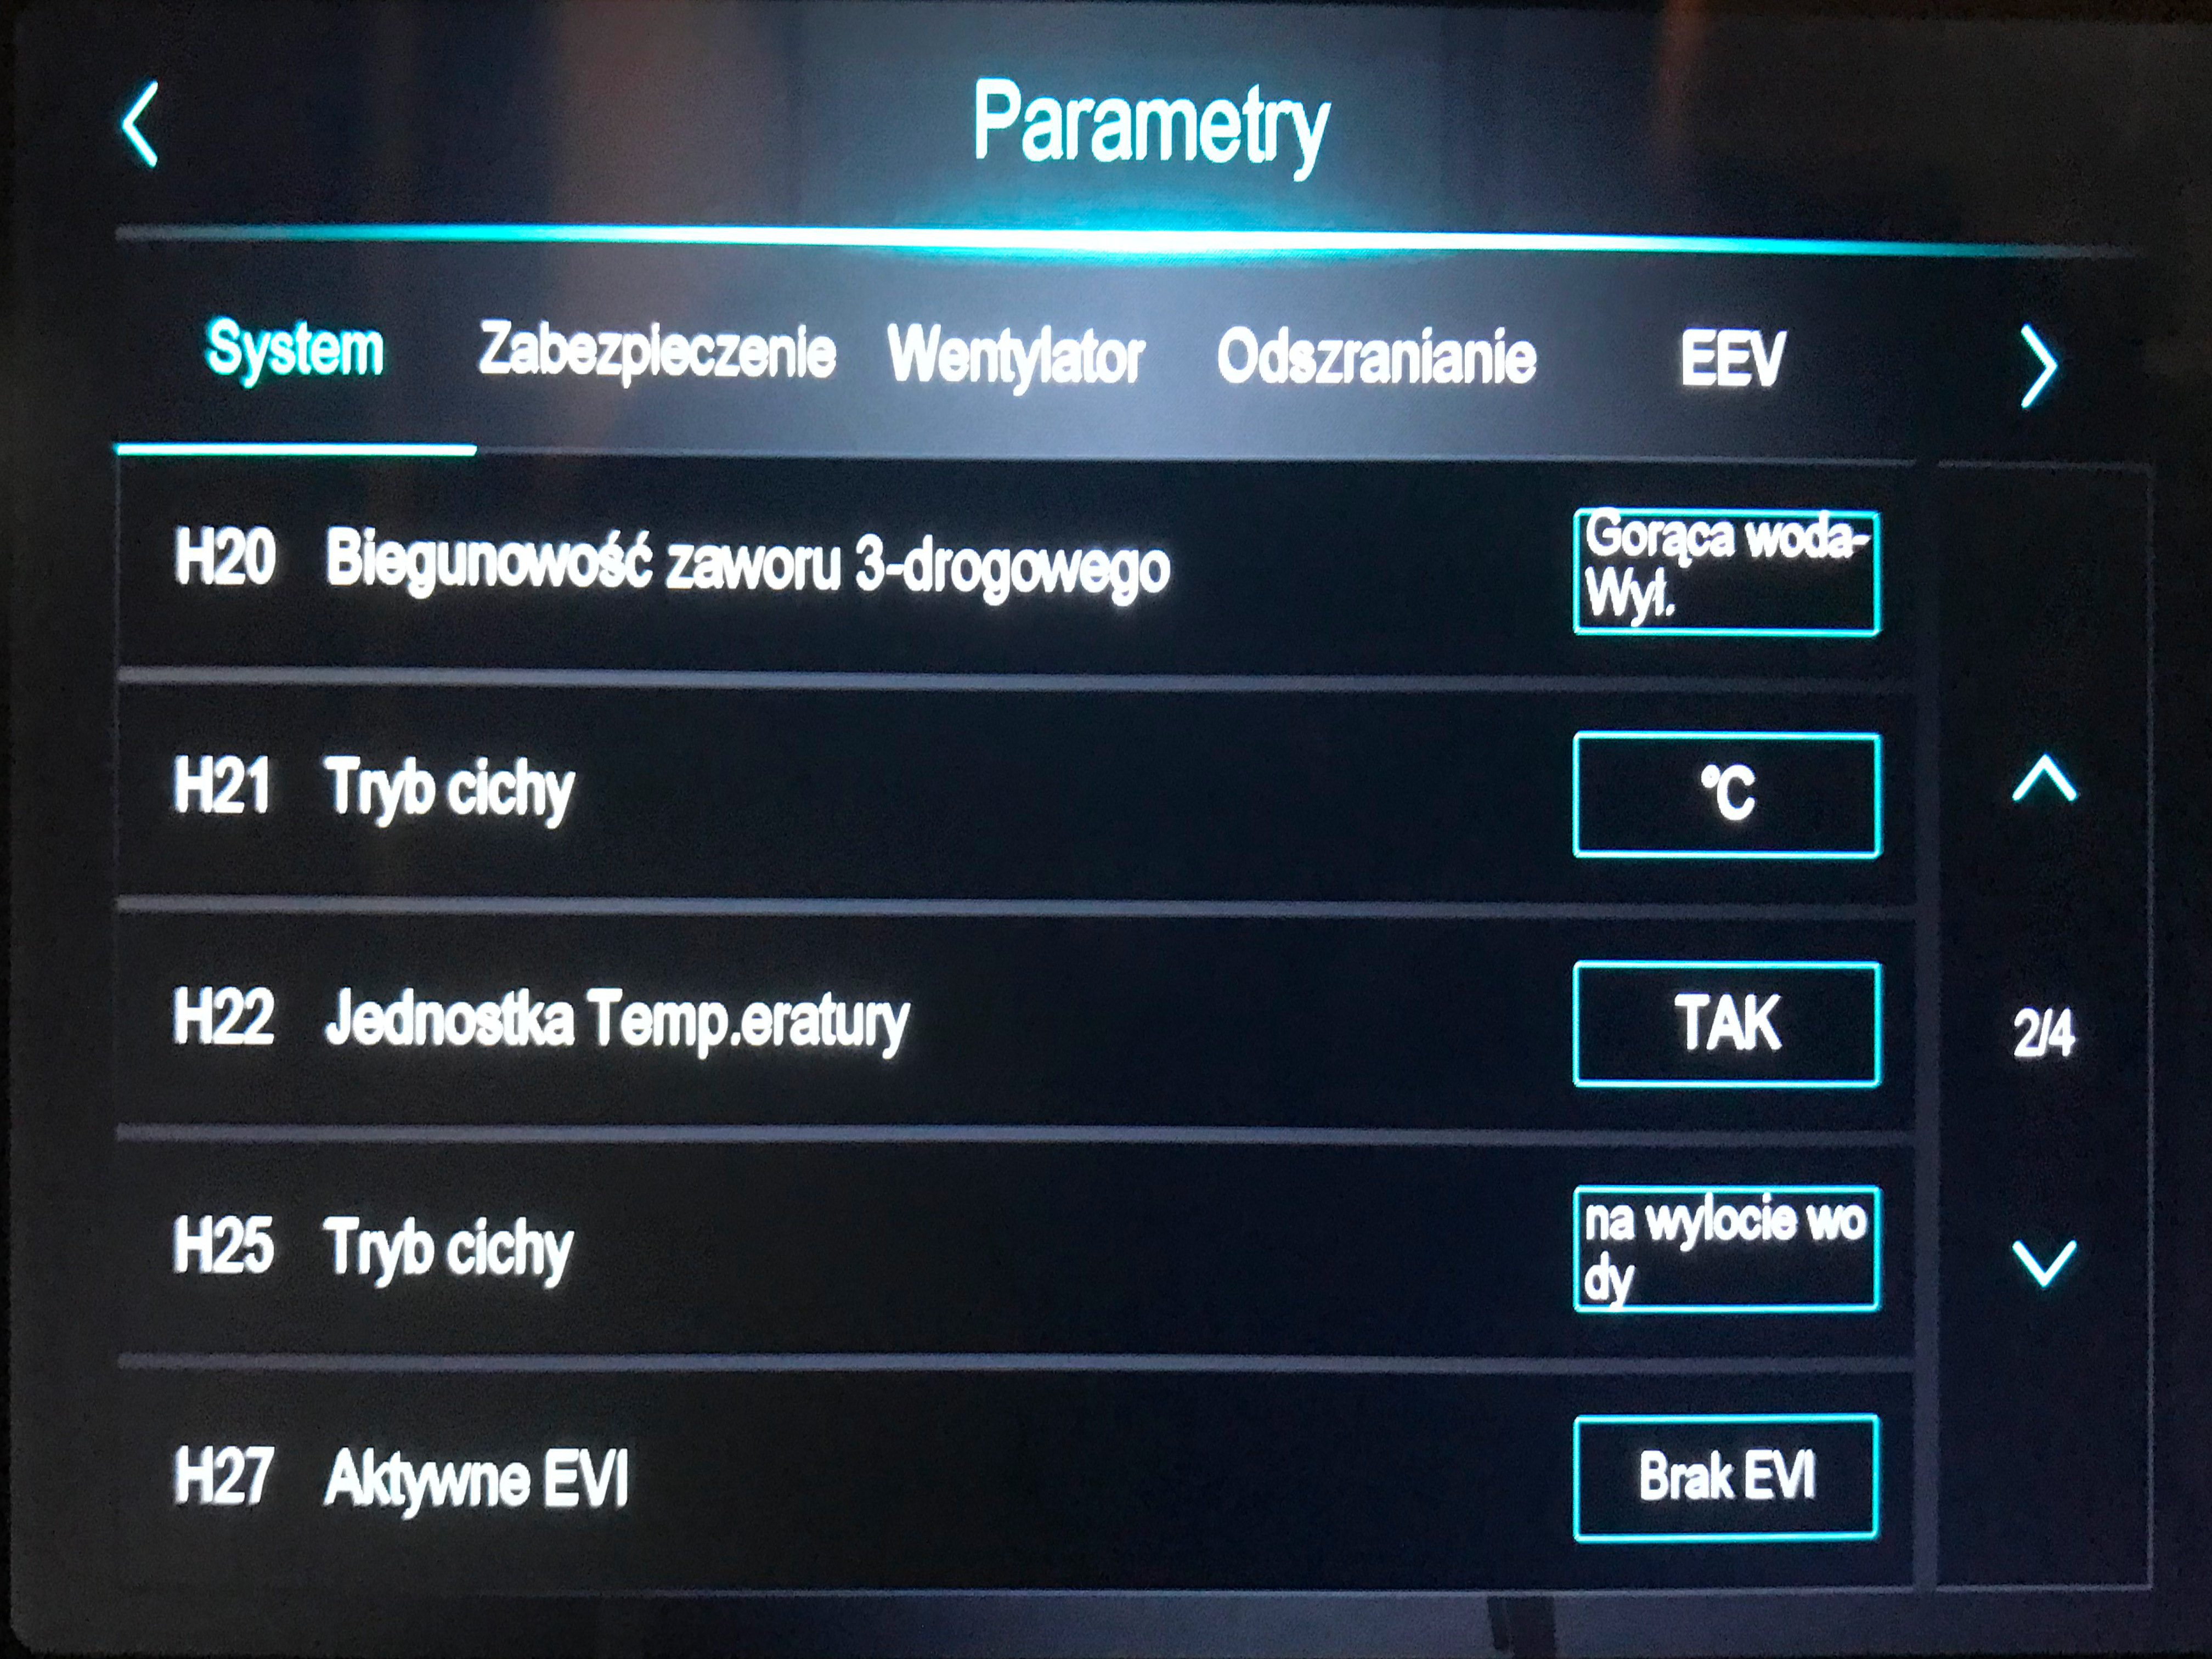 Parametry
System Zabezpieczenie Wentylator Odszranianie EEV
H20 Biegunowość zaworu 3-drogowego Gorąca woda-
Wył.
H21 Tryb cichy °C
H22 Jednostka Temp.eratury TAK
2/4
H25 Tryb cichy na wylocie wo
dy
H27 Aktywne EVI Brak EVI